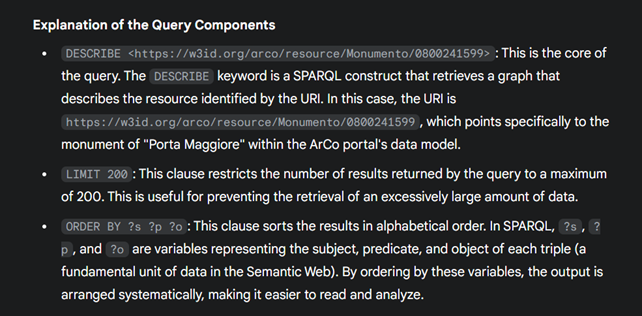 Explanation of the Query Components
• DESCRIBE <https://w3id.org/arco/resource/Monumento/0800241599>: This is the core of
the query. The DESCRIBE keyword is a SPARQL construct that retrieves a graph that
describes the resource identified by the URI. In this case, the URI is
https://w3id.org/arco/resource/Monumento/0800241599, which points specifically to the
monument of "Porta Maggiore" within the ArCo portal's data model.
• LIMIT 200: This clause restricts the number of results returned by the query to a maximum
of 200. This is useful for preventing the retrieval of an excessively large amount of data.
• ORDER BY ?s ?p ?o: This clause sorts the results in alphabetical order. In SPARQL, ?s, ?
p, and ?o are variables representing the subject, predicate, and object of each triple (a
fundamental unit of data in the Semantic Web). By ordering by these variables, the output is
arranged systematically, making it easier to read and analyze.